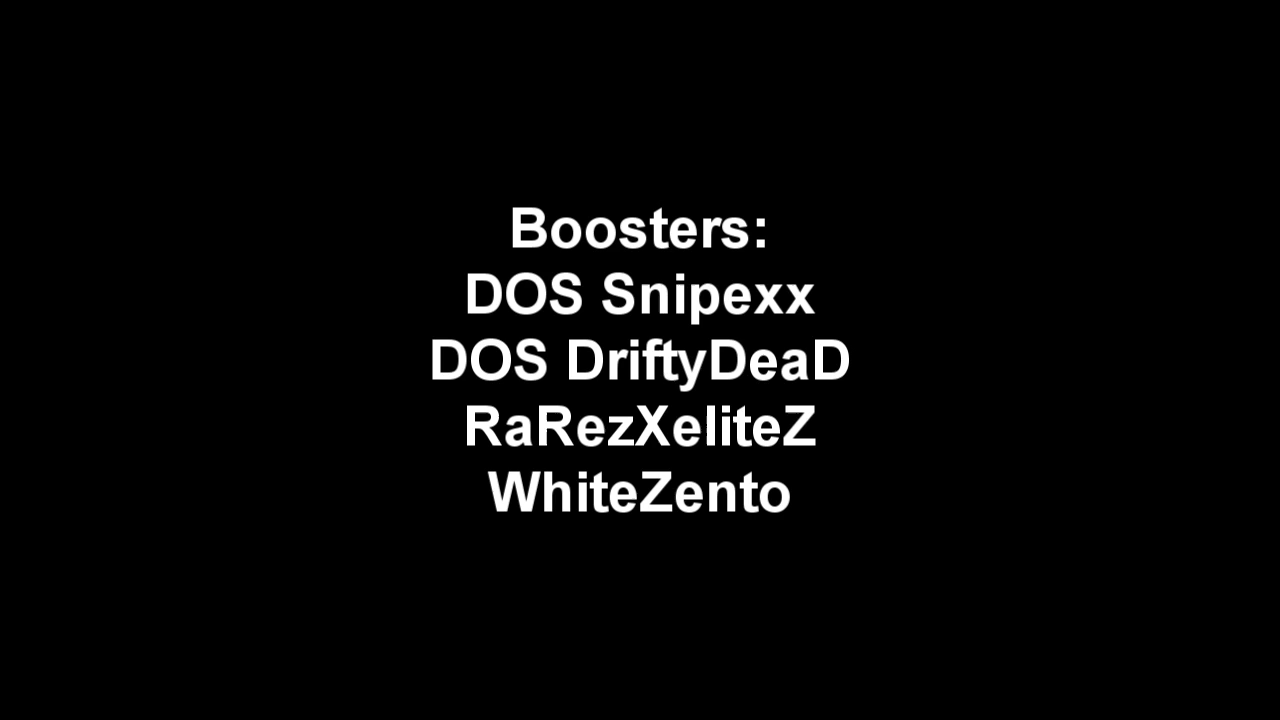 Boosters:
DOS Snipexx
DOS DriftyDeaD
RaRezXeliteZ
WhiteZento